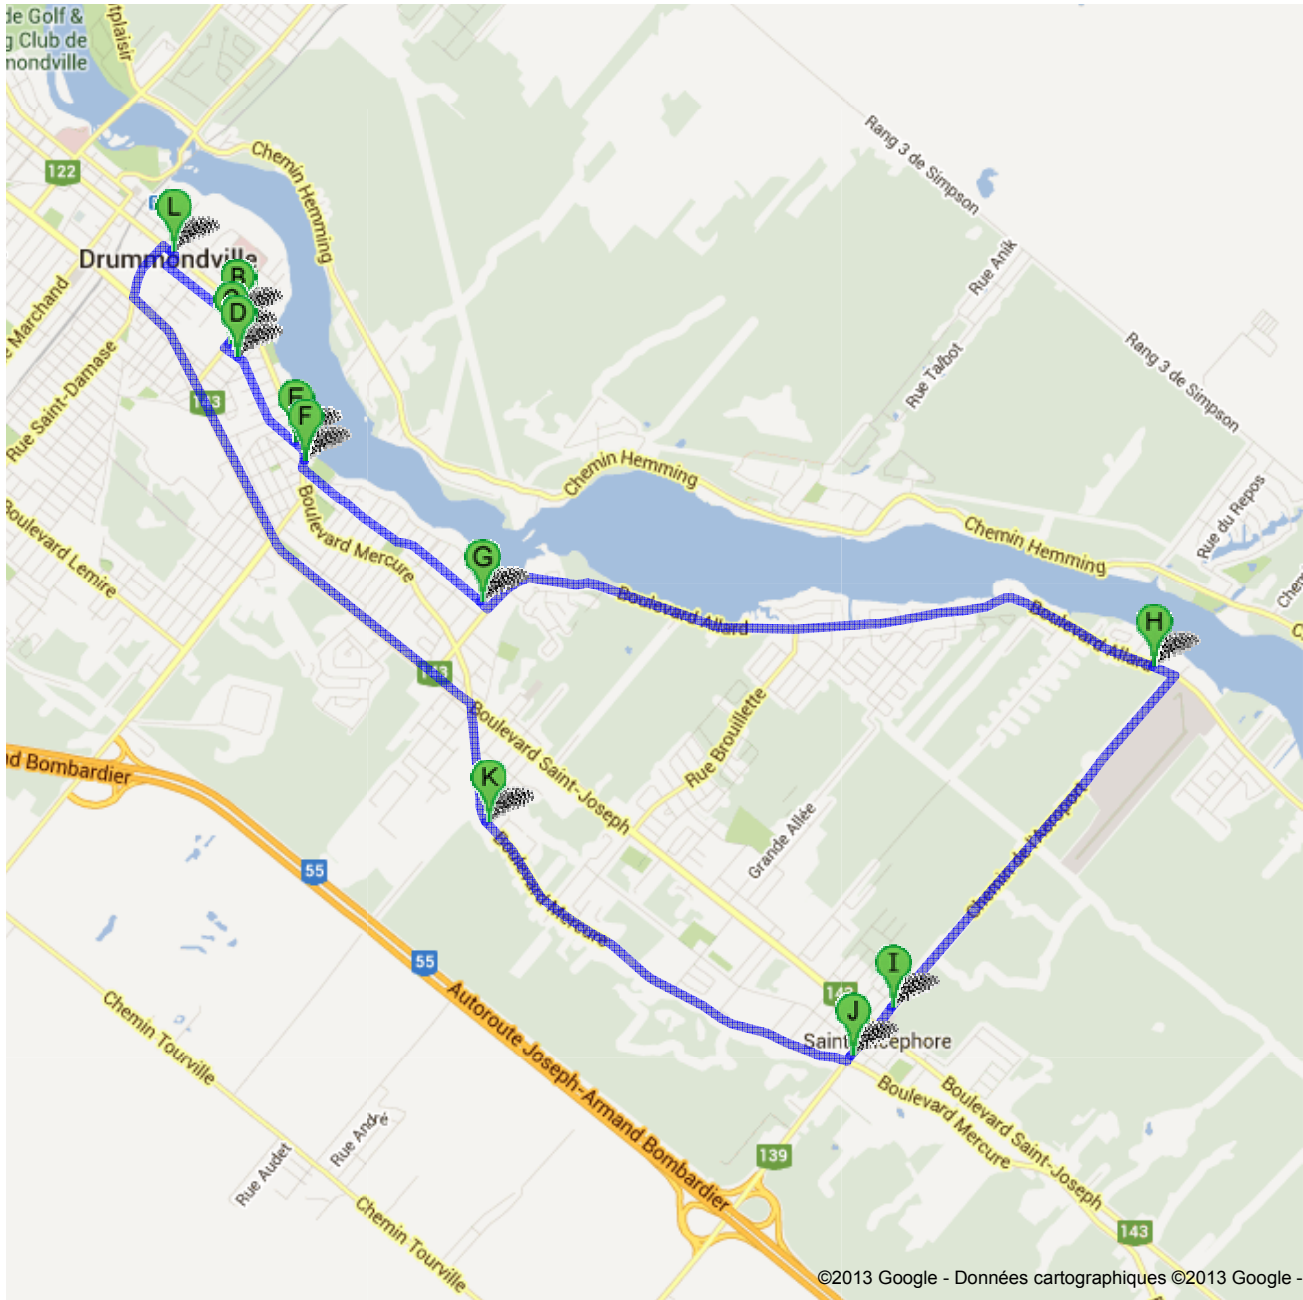 de Golf &
g Club de
mondville
tplaisir
122
Chemin Hemming
Rang 3 de Simpson
L
Drummondville
B
D
Rue Anik
Marchand
Rue Saint-Damase
E
F
Rue Talbot
Rang 3 de Simpson
Chemin Hemming
Boulevard Mercure
Boulevard Lemire
G
Chemin Hemming
Rue du Repos
Boulevard Allard
Boulevard Allard
H
Boulevard Saint-Joseph
Rue Brouillette
d Bombardier
K
Grande Allée
55
Boulevard Mercure
55
I
143
J
Autoroute Joseph-Armand Bombardier
Chemin Tourville
Boulevard Mercure
Boulevard Saint-Joseph
Rue André
Rue Audet
139
Chemin Tourville
143
©2013 Google - Données cartographiques ©2013 Google -